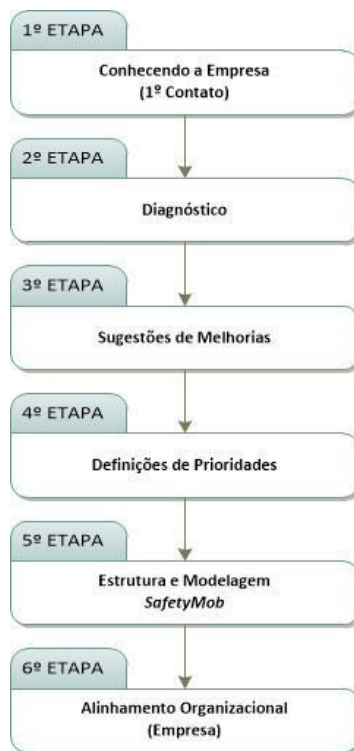 1º ETAPA
Conhecendo a Empresa
(1º Contato)
2º ETAPA
Diagnóstico
3º ETAPA
Sugestões de Melhorias
4º ETAPA
Definições de Prioridades
5º ETAPA
Estrutura e Modelagem
SafetyMob
6º ETAPA
Alinhamento Organizacional
(Empresa)